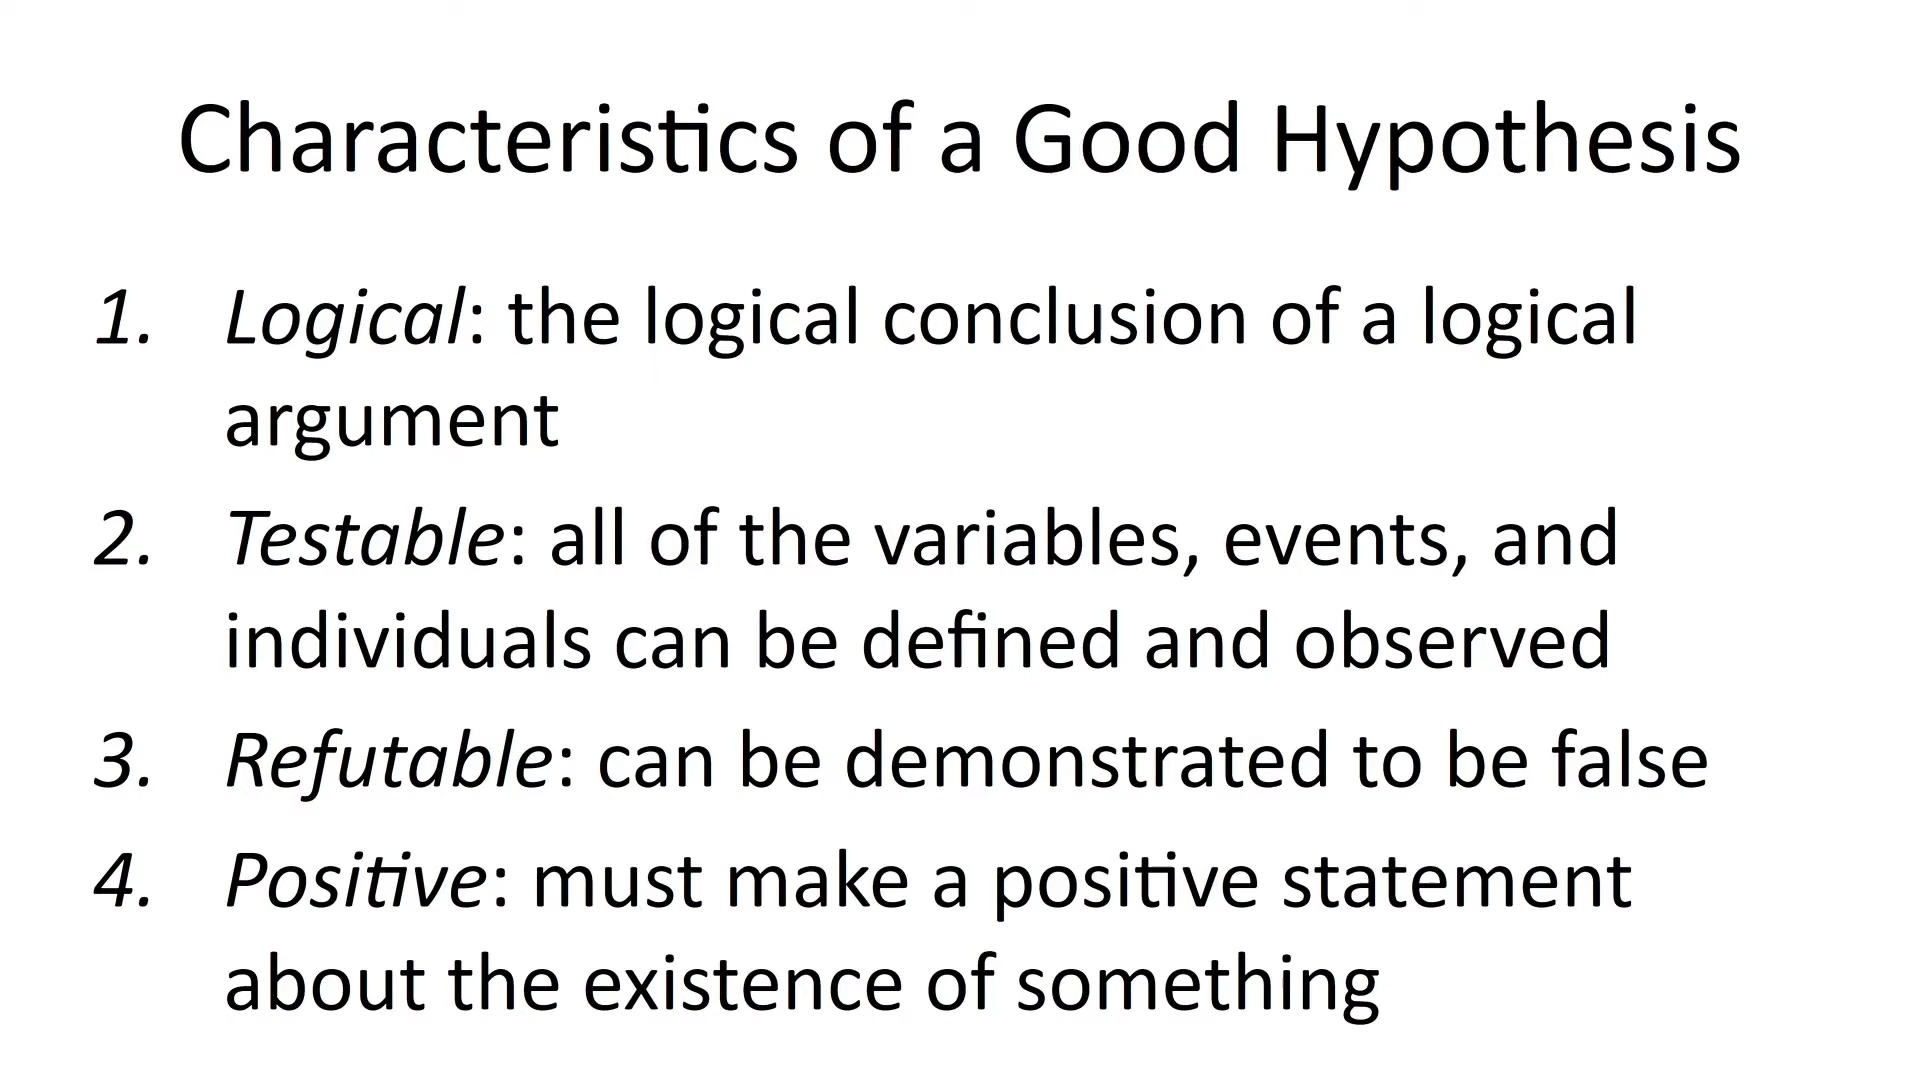 Characteristics of a Good Hypothesis
1. Logical: the logical conclusion of a logical
argument
2. Testable: all of the variables, events, and
individuals can be defined and observed
3. Refutable: can be demonstrated to be false
4. Positive: must make a positive statement
about the existence of something